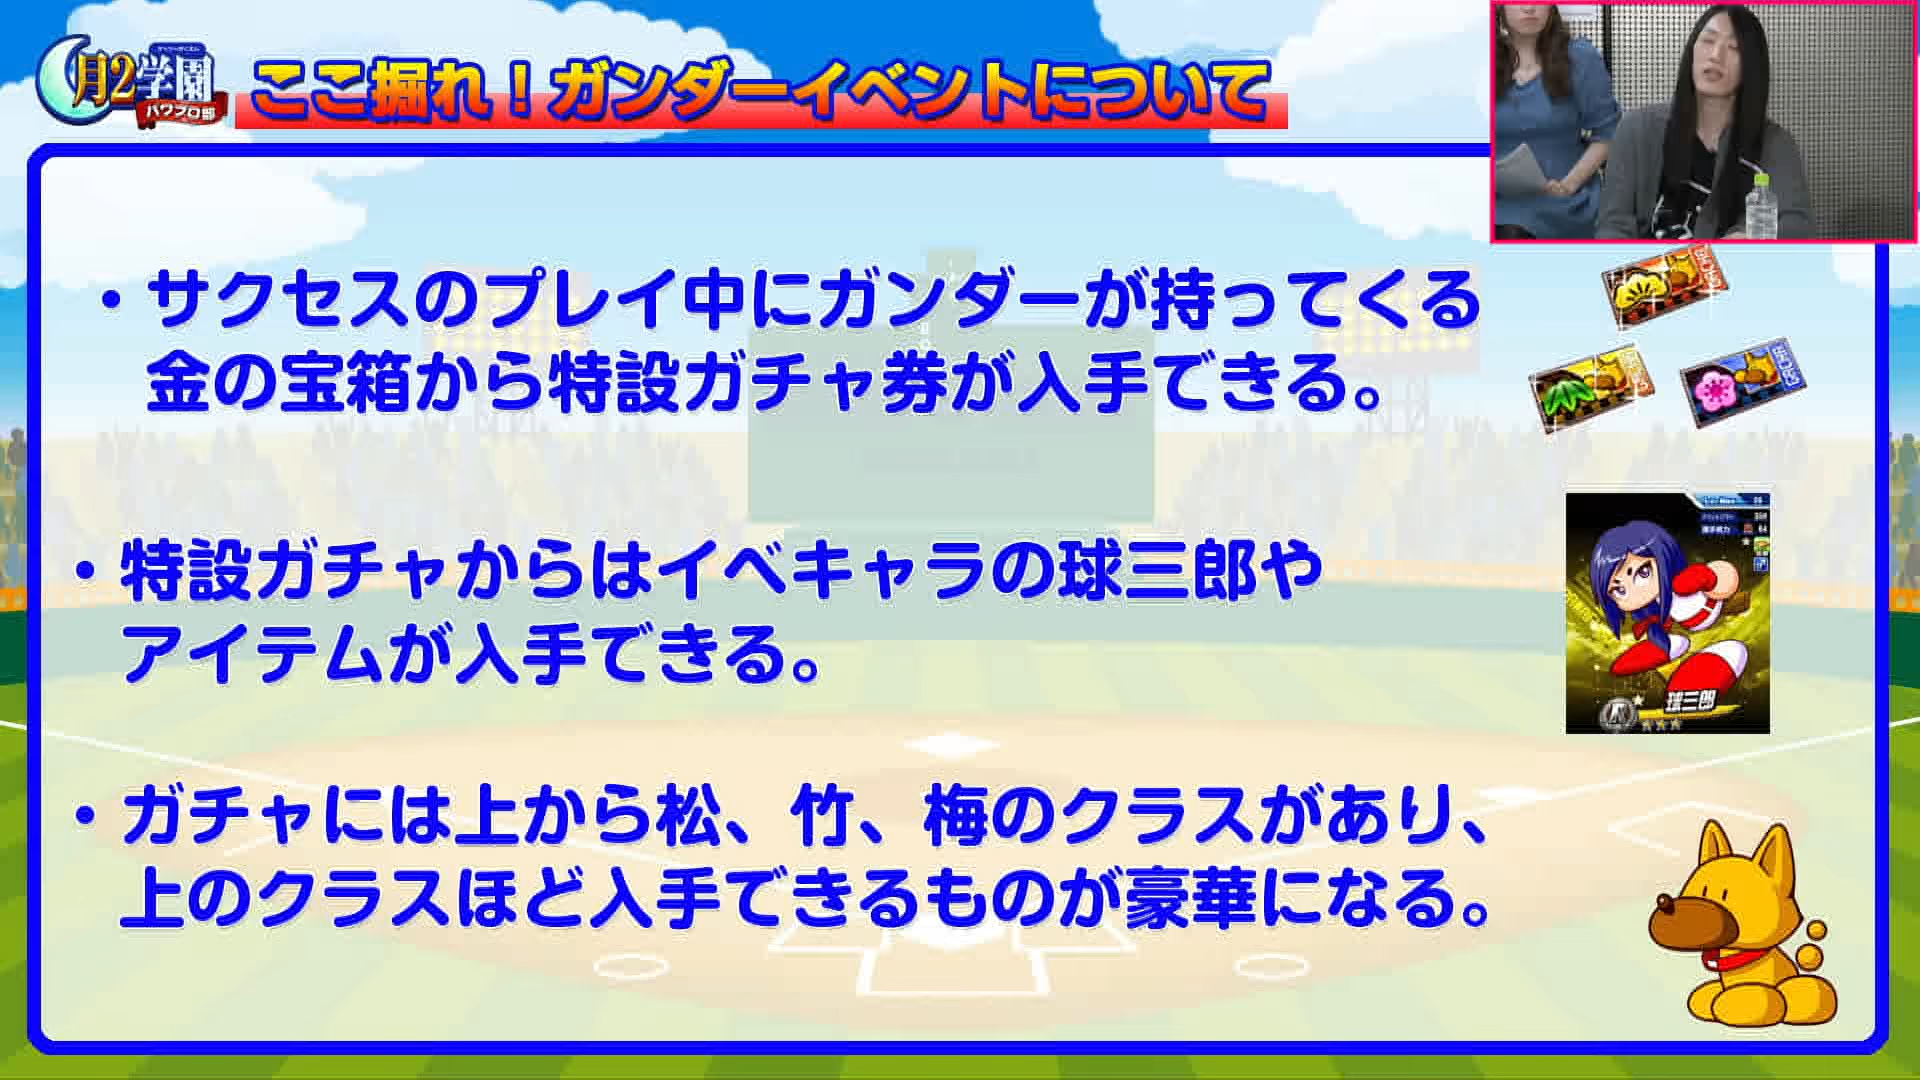 月2学園
パワプロ部
ここ掘れ！ガンダーイベントについて
・サクセスのプレイ中にガンダーが持ってくる
金の宝箱から特設ガチャ券が入手できる。
・特設ガチャからはイベキャラの球三郎や
アイテムが入手できる。
球三郎
・ガチャには上から松、竹、梅のクラスがあり、
上のクラスほど入手できるものが豪華になる。